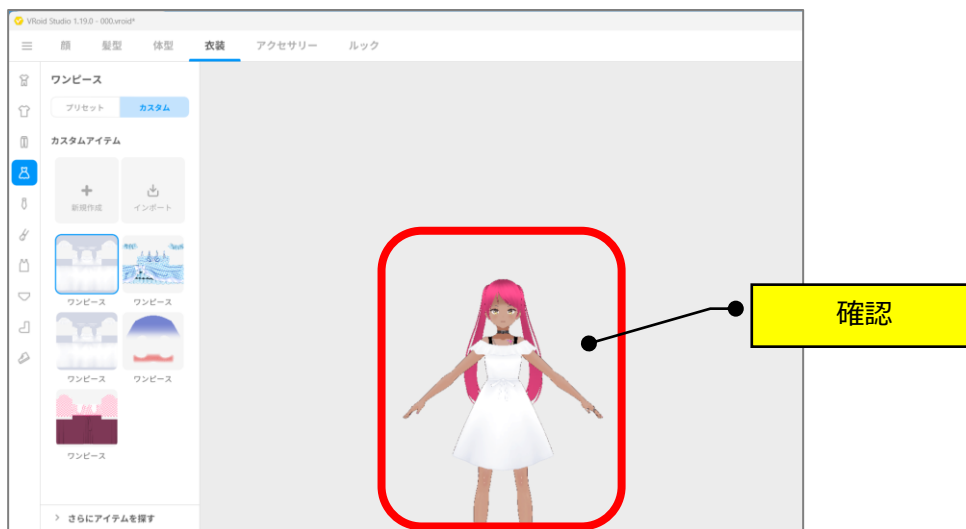 VRoid Studio 1.19.0 - 000.vroid*
顔 髪型 体型 衣装 アクセサリー ルック
ワンピース
プリセット カスタム
カスタムアイテム
新規作成 インポート
ワンピース ワンピース
ワンピース ワンピース
ワンピース
さらにアイテムを探す
確認